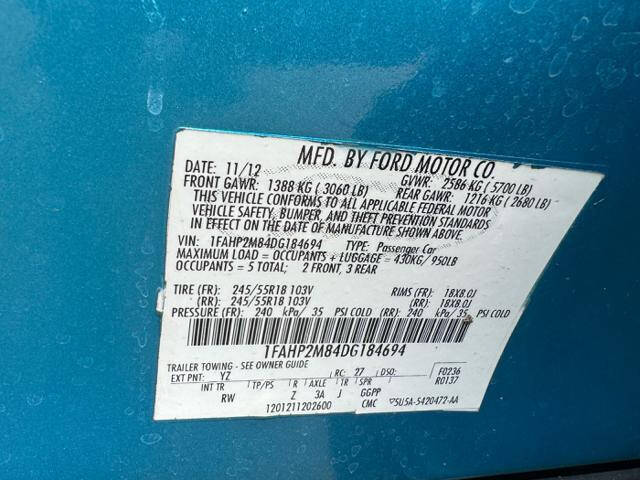 MFD. BY FORD MOTOR CO.
DATE: 11/12 GVWR: 2586 KG ( 5700 LB)
FRONT GAWR: 1388 KG ( 3060 LB) REAR GAWR: 1216 KG ( 2680 LB)
THIS VEHICLE CONFORMS TO ALL APPLICABLE FEDERAL MOTOR
VEHICLE SAFETY, BUMPER, AND THEFT PREVENTION STANDARDS
IN EFFECT ON THE DATE OF MANUFACTURE SHOWN ABOVE.
VIN: 1FAHP2M84DG184694 TYPE: Passenger Car
MAXIMUM LOAD = OCCUPANTS + LUGGAGE = 430KG/ 950LB
OCCUPANTS = 5 TOTAL; 2 FRONT, 3 REAR
TIRE (FR): 245/55R18 103V RIMS (FR): 18X8.0J
(RR): 245/55R18 103V (RR): 18X8.0J
PRESSURE (FR): 240 kPa/ 35 PSI COLD (RR): 240 kPa/ 35 PSI COLD
1FAHP2M84DG184694
TRAILER TOWING - SEE OWNER GUIDE
EXT PNT: YZ RC: 27 DSO: F0236
R0137
INT TR TP/PS R AXLE TR SPR
RW Z 3A J GGPP
1201211202600 CMC ▽5U5A-5420472-AA